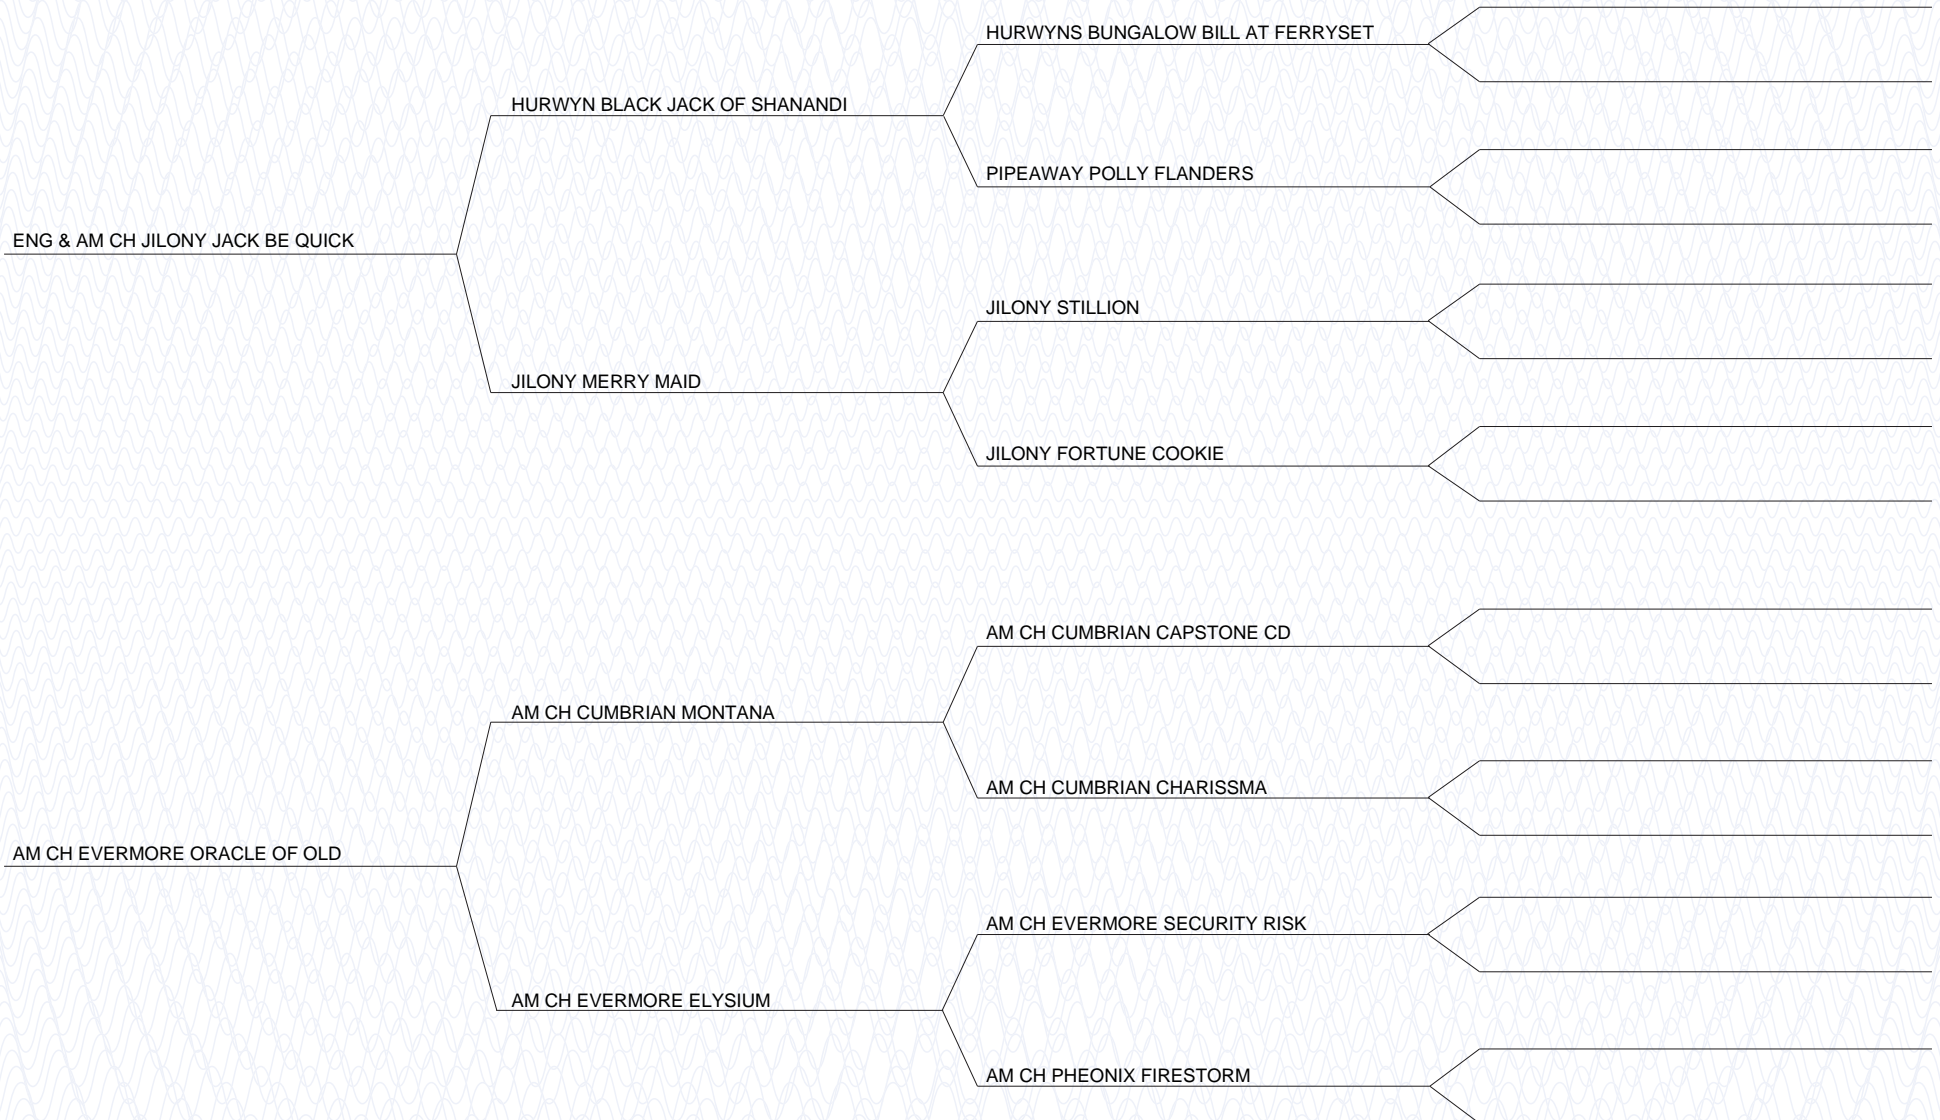 HURWYNS BUNGALOW BILL AT FERRYSET
HURWYN BLACK JACK OF SHANANDI
PIPEAWAY POLLY FLANDERS
ENG & AM CH JILONY JACK BE QUICK
JILONY STILLION
JILONY MERRY MAID
JILONY FORTUNE COOKIE
AM CH CUMBRIAN CAPSTONE CD
AM CH CUMBRIAN MONTANA
AM CH CUMBRIAN CHARISSMA
AM CH EVERMORE ORACLE OF OLD
AM CH EVERMORE SECURITY RISK
AM CH EVERMORE ELYSIUM
AM CH PHEONIX FIRESTORM